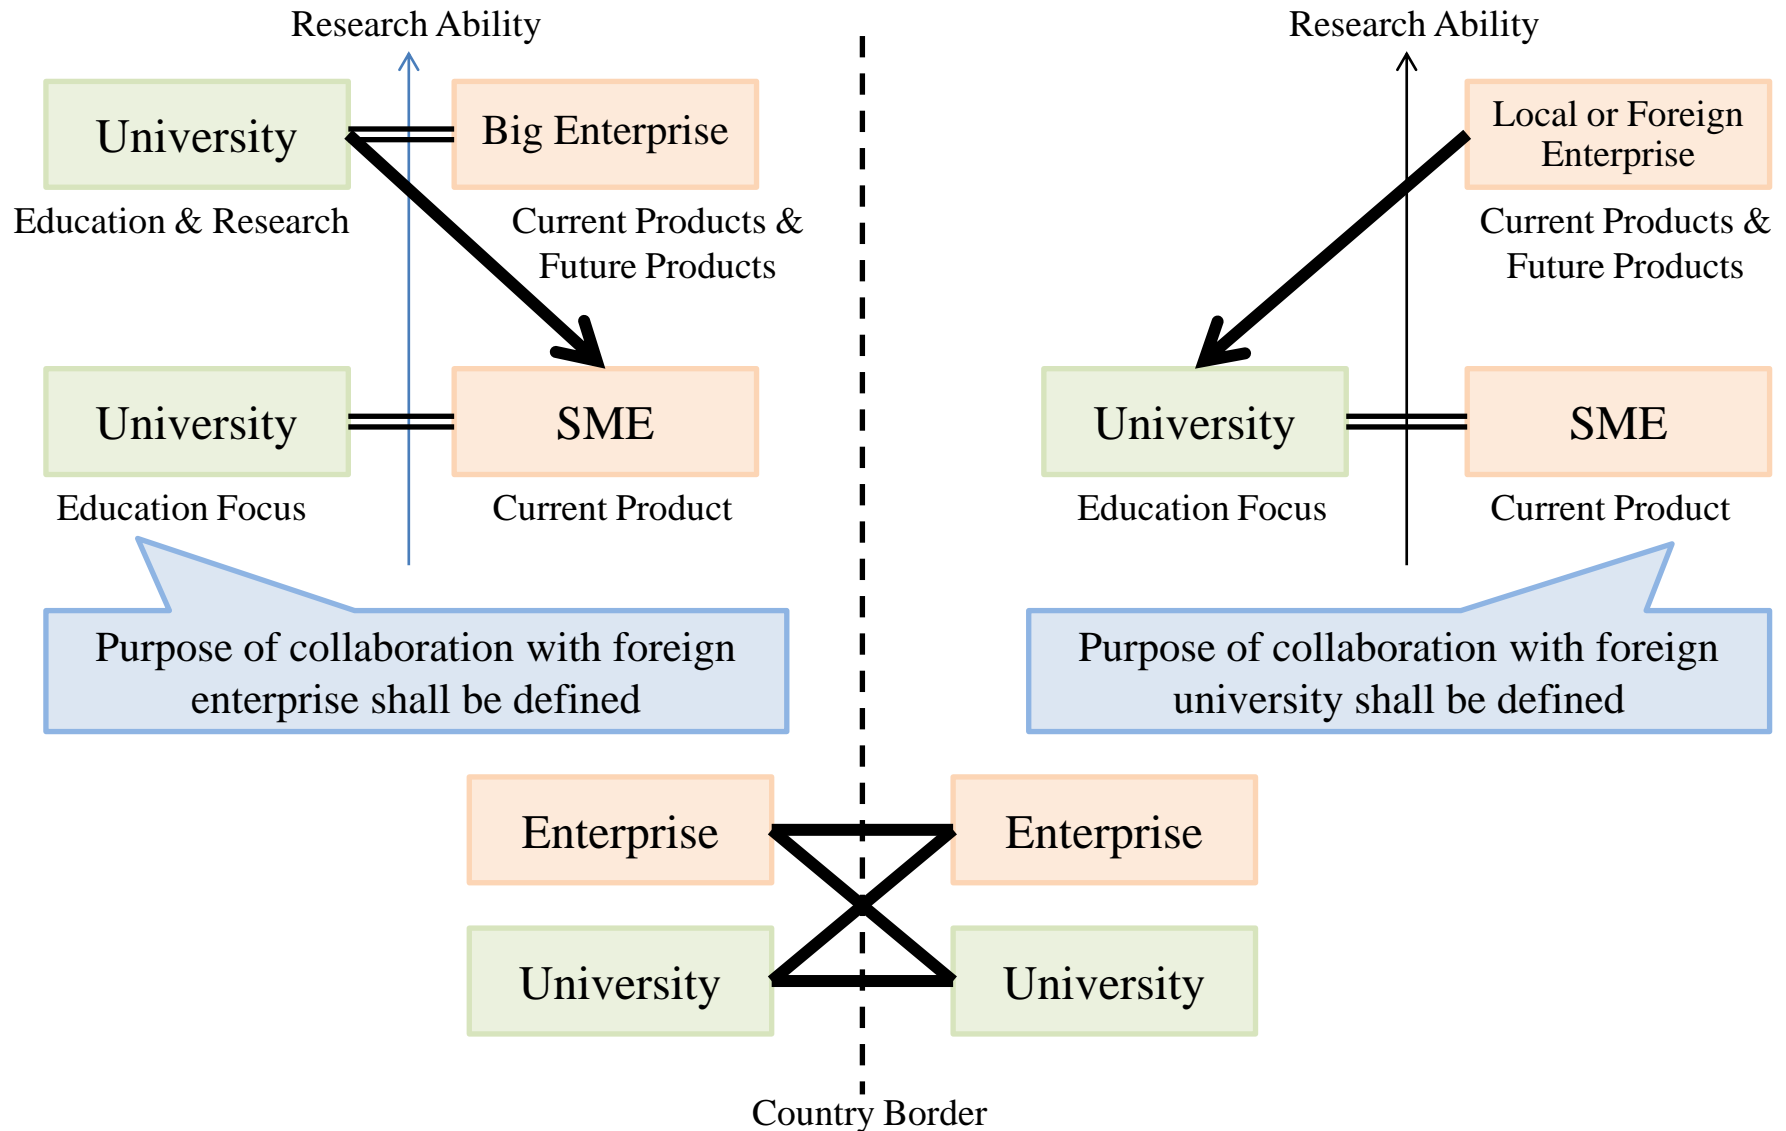 Research Ability
University
Big Enterprise
Education & Research
Current Products &
Future Products
University
SME
Education Focus
Current Product
Purpose of collaboration with foreign
enterprise shall be defined
Research Ability
Local or Foreign
Enterprise
Current Products &
Future Products
University
SME
Education Focus
Current Product
Purpose of collaboration with foreign
university shall be defined
Enterprise
Enterprise
University
University
Country Border